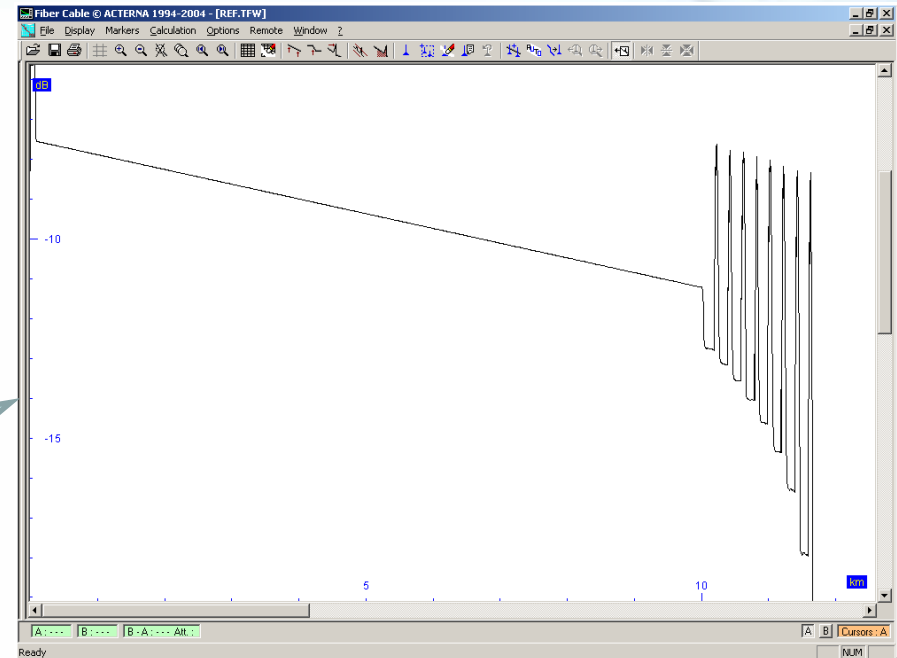 Fiber Cable © ACTERNA 1994-2004 - [REF.TFW]
File Display Markers Calculation Options Remote Window ?
dB
-10
-15
5
10
km
A : --- B : --- B - A : --- Att. : A B Cursors : A
Ready NUM